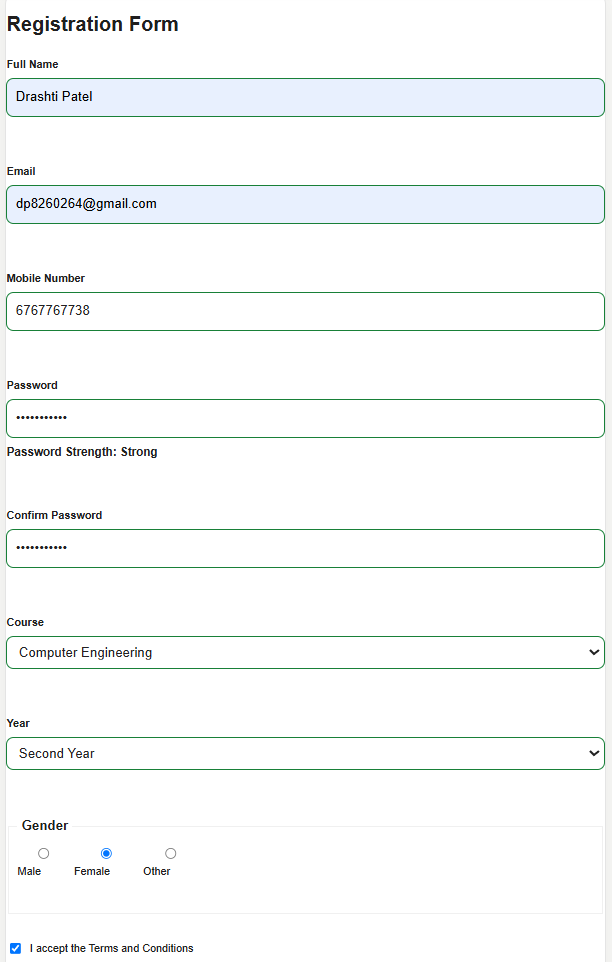 Registration Form
Full Name
Drashti Patel
Email
dp8260264@gmail.com
Mobile Number
6767767738
Password
•••••••••••
Password Strength: Strong
Confirm Password
•••••••••••
Course
Computer Engineering
Year
Second Year
Gender
Male Female Other
I accept the Terms and Conditions